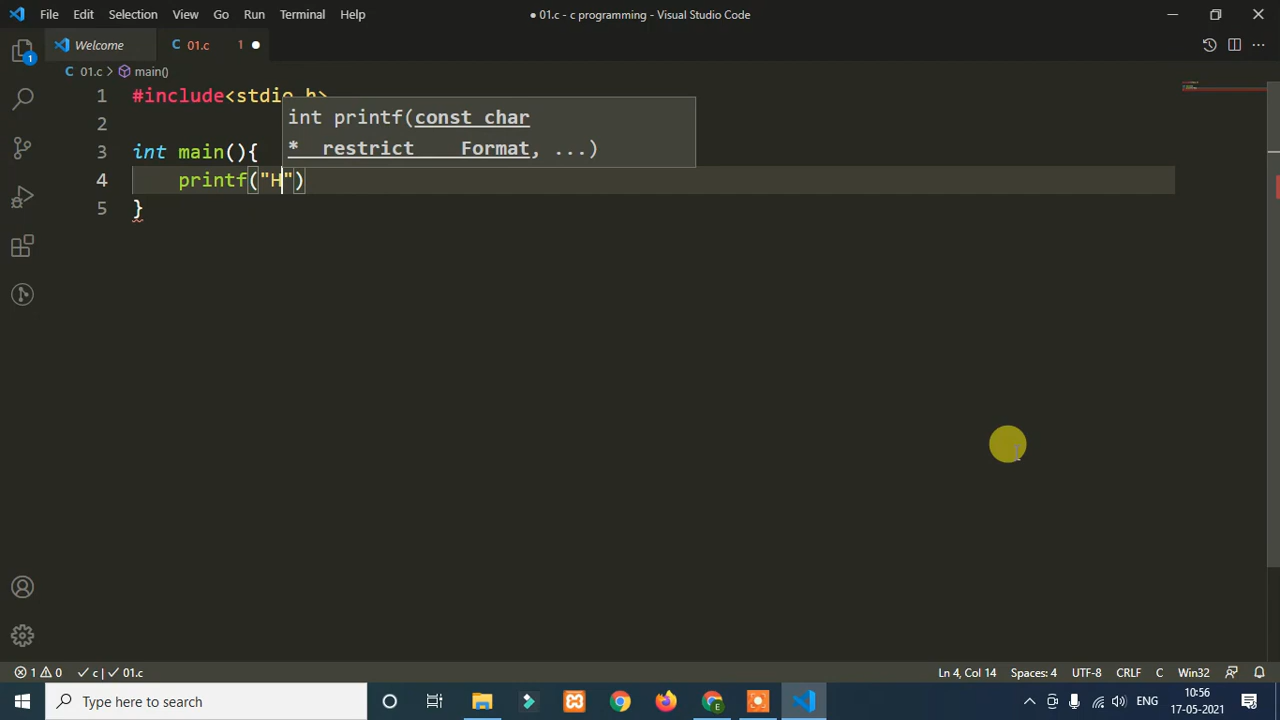 File Edit Selection View Go Run Terminal Help
● 01.c - c programming - Visual Studio Code
Welcome
C 01.c 1
C 01.c > main()
1 #include<stdio.h>
int printf(const char
* restrict Format, ...)
2
3 int main(){
4 printf("H")
5 }
1
1 0
✓ c | ✓ 01.c
Ln 4, Col 14 Spaces: 4 UTF-8 CRLF C Win32
Type here to search
E
ENG
10:56
17-05-2021